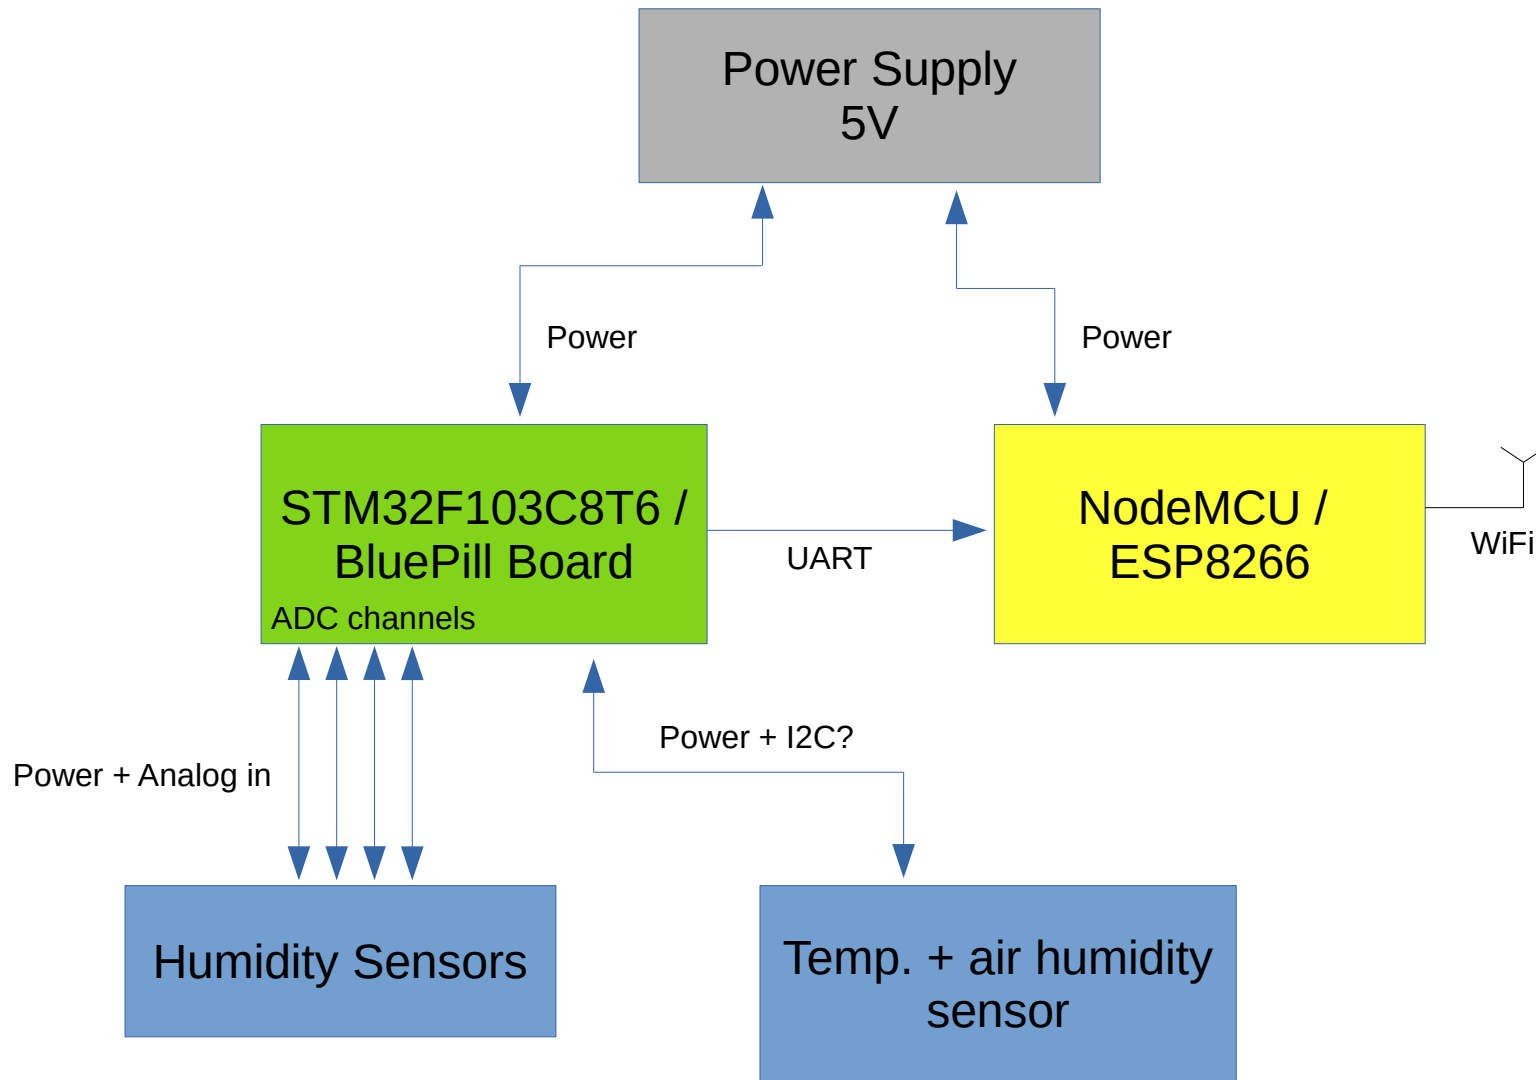 Power Supply
5V
Power
Power
STM32F103C8T6 /
BluePill Board
ADC channels
UART
NodeMCU /
ESP8266
WiFi
Power + I2C?
Power + Analog in
Humidity Sensors
Temp. + air humidity
sensor